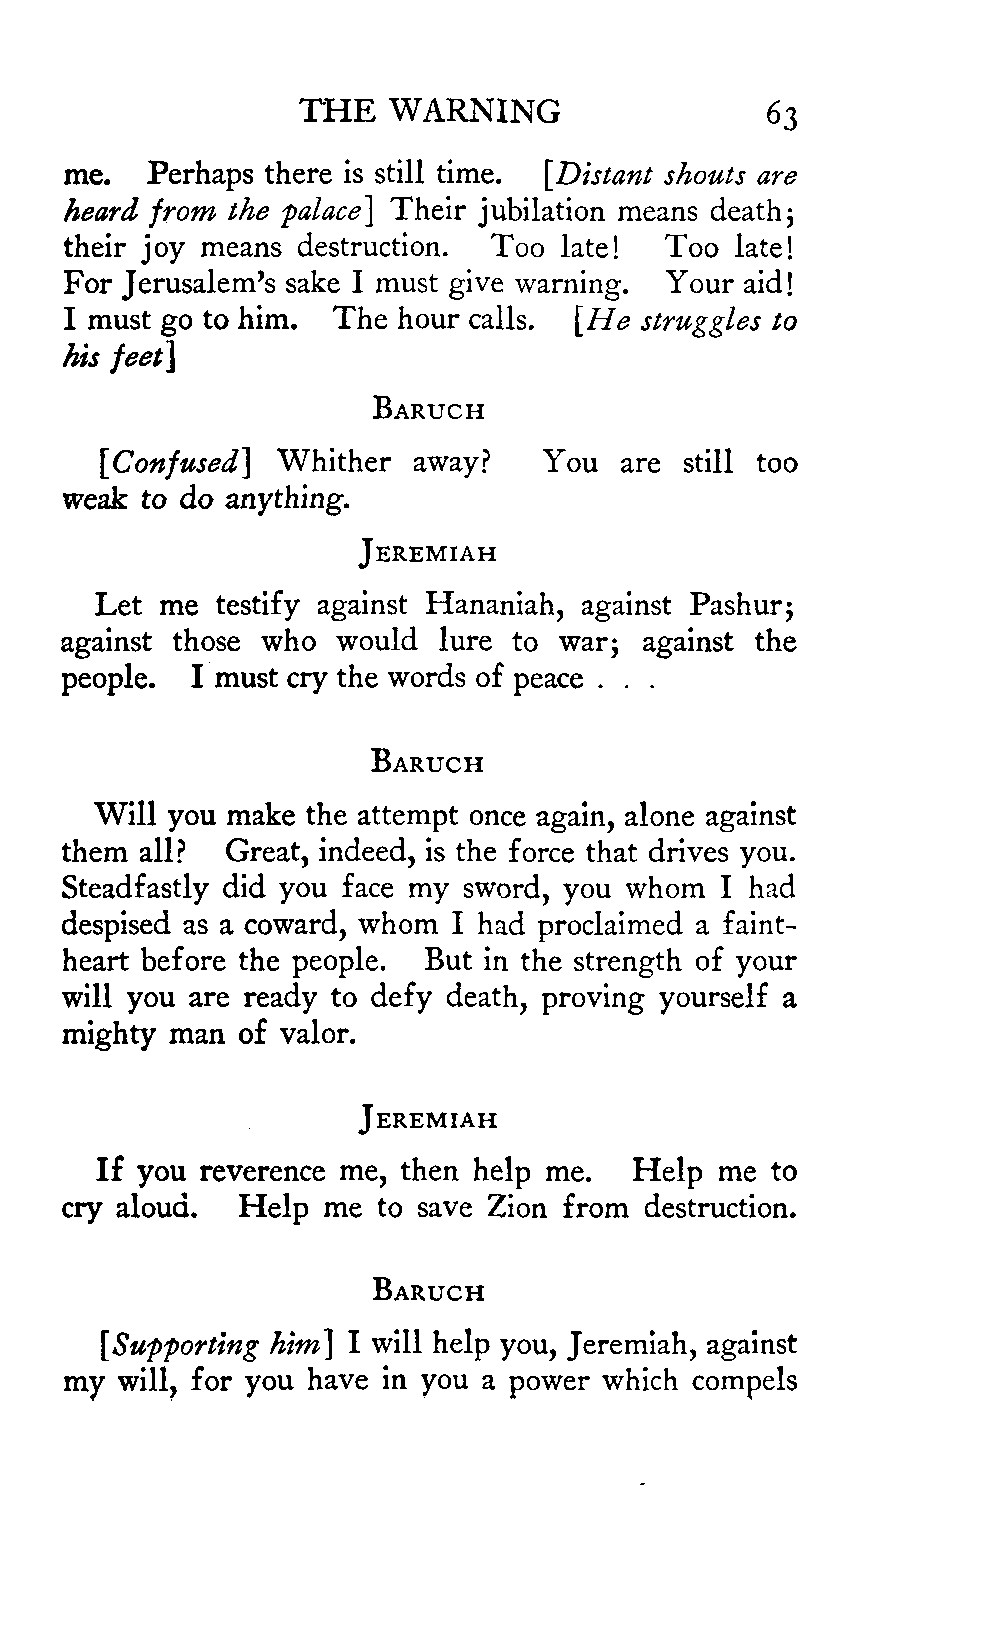 THE WARNING 63
me. Perhaps there is still time. [Distant shouts are
heard from the palace] Their jubilation means death;
their joy means destruction. Too late! Too late!
For Jerusalem's sake I must give warning. Your aid!
I must go to him. The hour calls. [He struggles to
his feet]
BARUCH
[Confused] Whither away? You are still too
weak to do anything.
JEREMIAH
Let me testify against Hananiah, against Pashur;
against those who would lure to war; against the
people. I must cry the words of peace . . .
BARUCH
Will you make the attempt once again, alone against
them all? Great, indeed, is the force that drives you.
Steadfastly did you face my sword, you whom I had
despised as a coward, whom I had proclaimed a faint-
heart before the people. But in the strength of your
will you are ready to defy death, proving yourself a
mighty man of valor.
JEREMIAH
If you reverence me, then help me. Help me to
cry aloud. Help me to save Zion from destruction.
BARUCH
[Supporting him] I will help you, Jeremiah, against
my will, for you have in you a power which compels